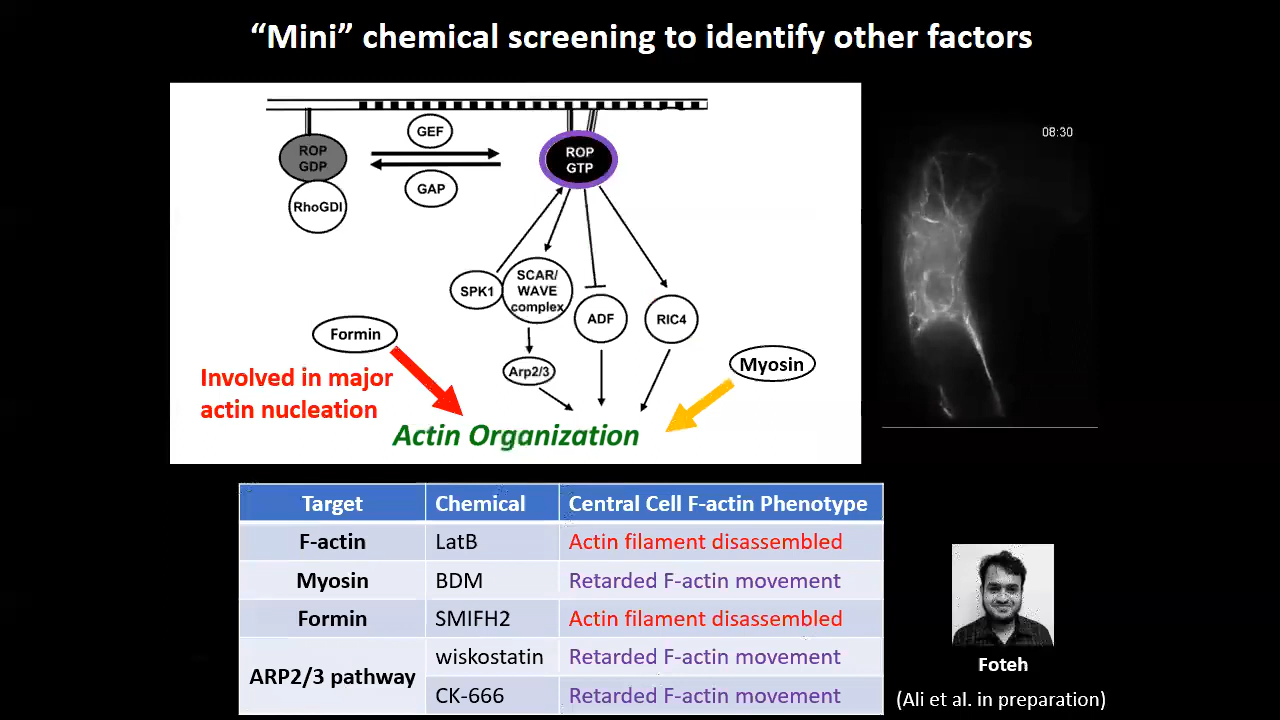 “Mini” chemical screening to identify other factors
GEF
ROP
GDP
ROP
GTP
GAP
RhoGDI
SCAR/
WAVE
complex
SPK1
ADF
RIC4
Formin
Arp2/3
Myosin
Involved in major
actin nucleation
Actin Organization
08:30
Target Chemical Central Cell F-actin Phenotype
F-actin LatB Actin filament disassembled
Myosin BDM Retarded F-actin movement
Formin SMIFH2 Actin filament disassembled
ARP2/3 pathway wiskostatin Retarded F-actin movement
CK-666 Retarded F-actin movement
Foteh
(Ali et al. in preparation)